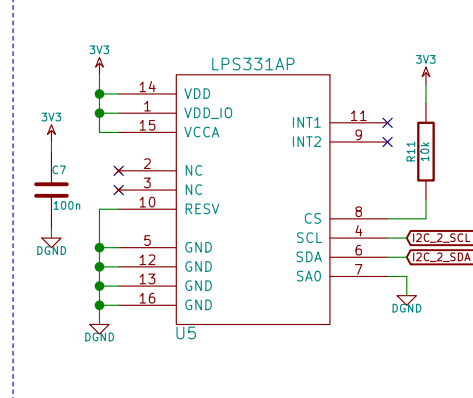 3V3
LPS331AP
3V3
14 VDD
1 VDD_IO
15 VCCA
INT1 11
INT2 9
R11
10k
3V3
2 NC
3 NC
C7
100n
10 RESV
CS 8
5 GND
SCL 4 I2C_2_SCL
DGND
12 GND
SDA 6 I2C_2_SDA
13 GND
SA0 7
16 GND
DGND
DGND
U5